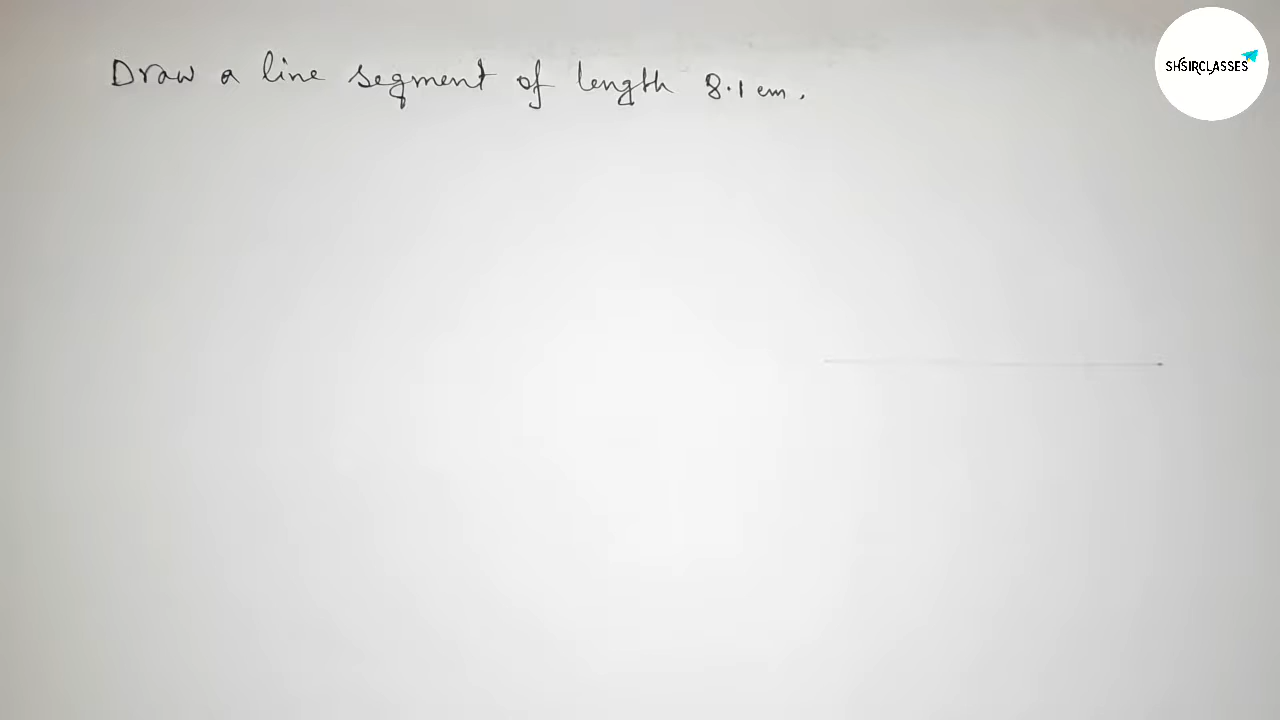 Draw a line segment of length 8.1 cm.
SHSIRCLASSES